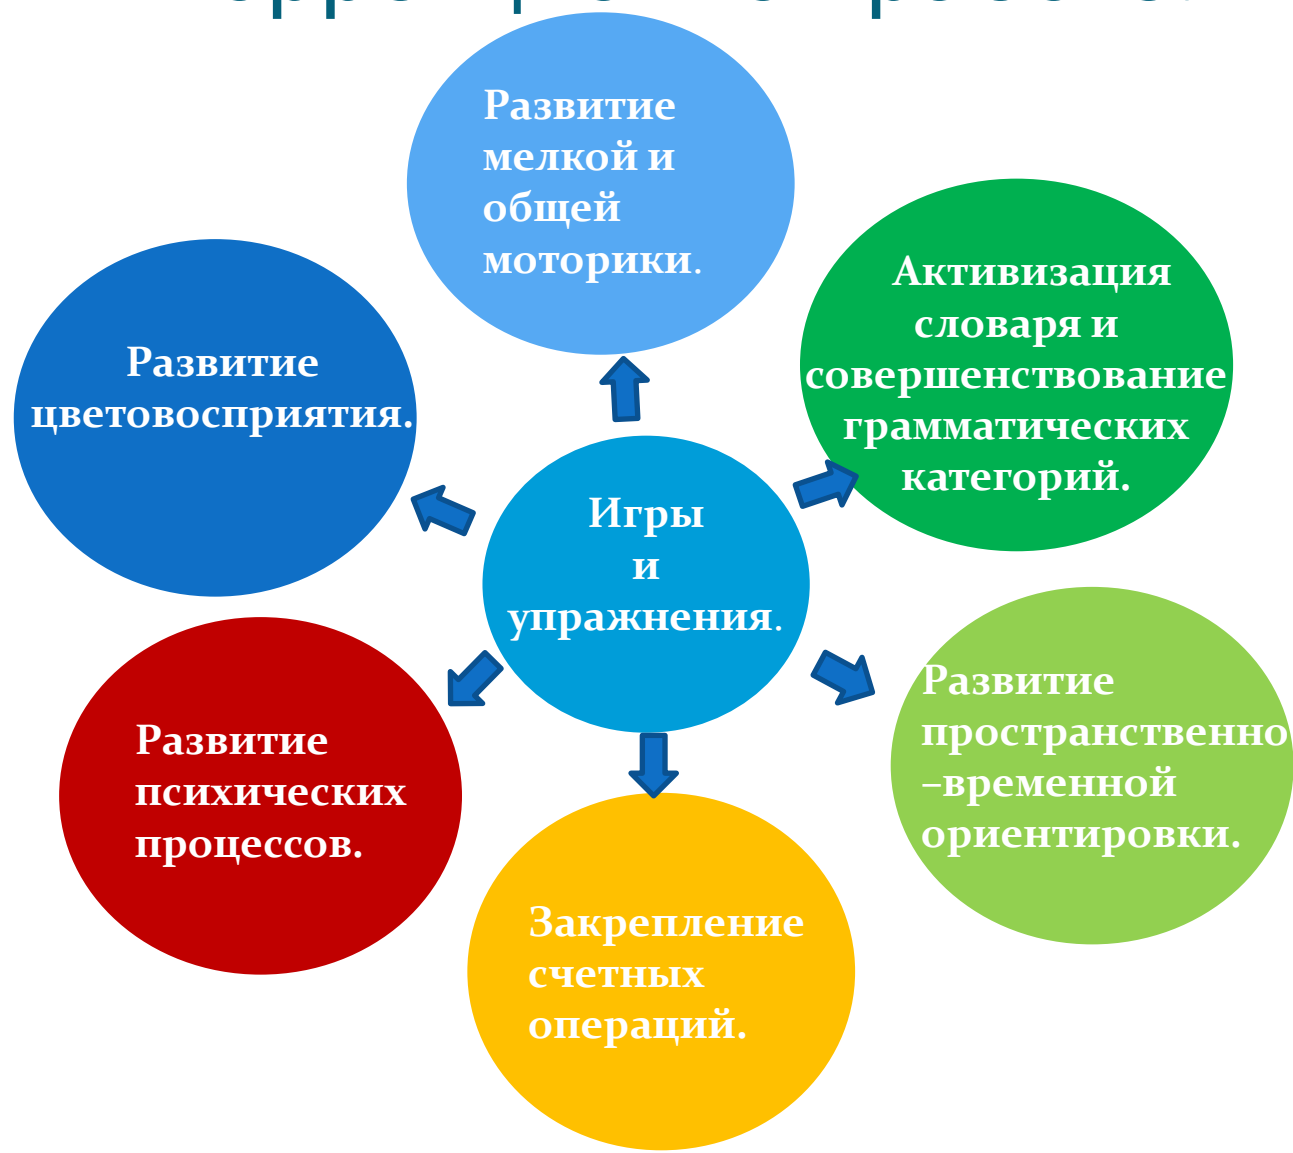 Развитие
мелкой и
общей
моторики.
Активизация
словаря и
совершенствование
грамматических
категорий.
Развитие
цветовосприятия.
Игры
и
упражнения.
Развитие
пространственно
–временной
ориентировки.
Развитие
психических
процессов.
Закрепление
счетных
операций.